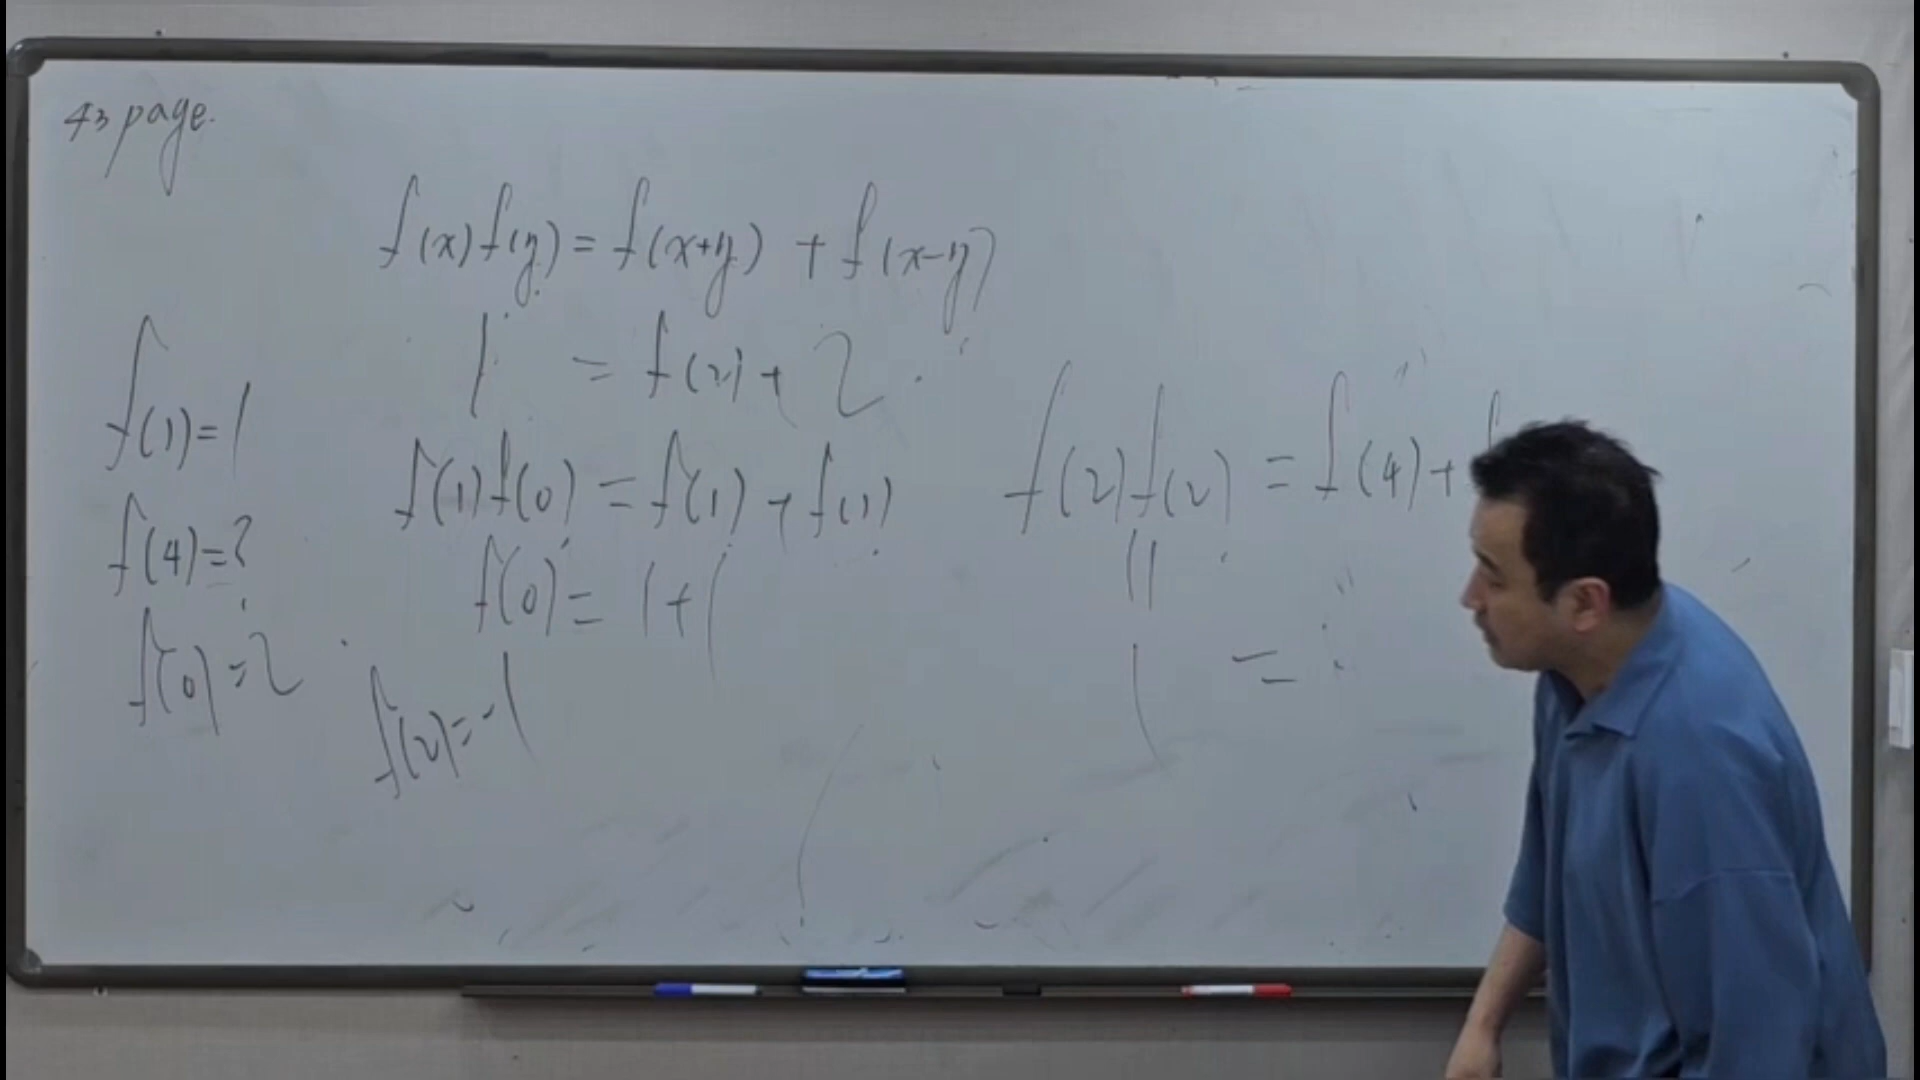 43 page.
f(x)f(y) = f(x+y) + f(x-y)
1 = f(2) + 2
f(1) = 1
f(4) = ?
f(0) = 2
f(1)f(0) = f(1) + f(1)
f(0) = 1 + 1
f(2) = -1
f(2)f(2) = f(4) +
1 =